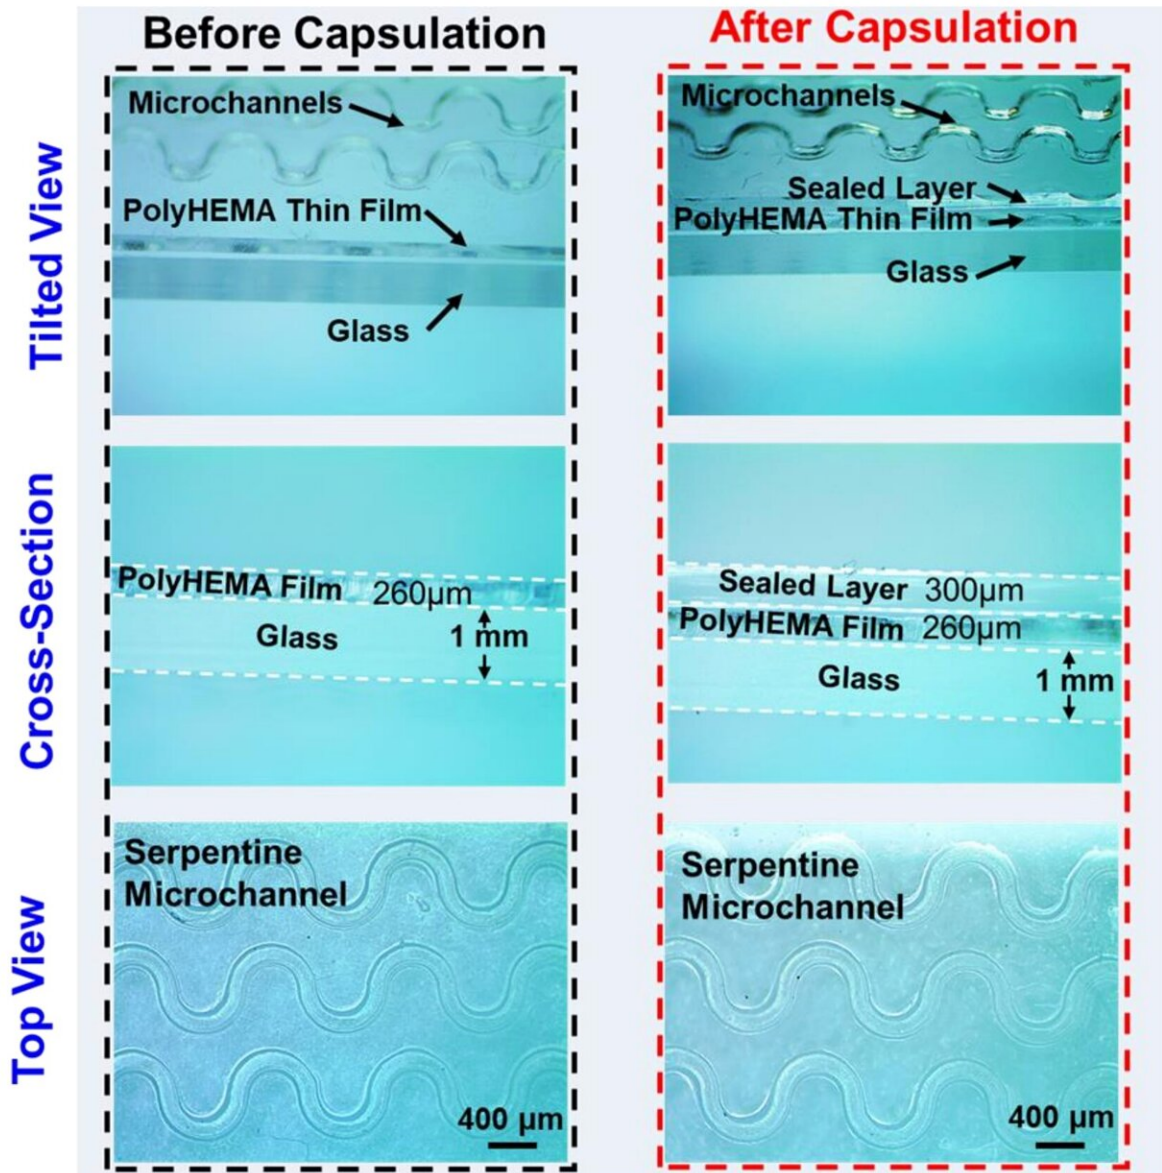 Before Capsulation
After Capsulation
Tilted View
Microchannels
PolyHEMA Thin Film
Glass
Microchannels
Sealed Layer
PolyHEMA Thin Film
Glass
Cross-Section
PolyHEMA Film 260µm
Glass
1 mm
Sealed Layer 300µm
PolyHEMA Film 260µm
Glass
1 mm
Top View
Serpentine
Microchannel
400 µm
Serpentine
Microchannel
400 µm